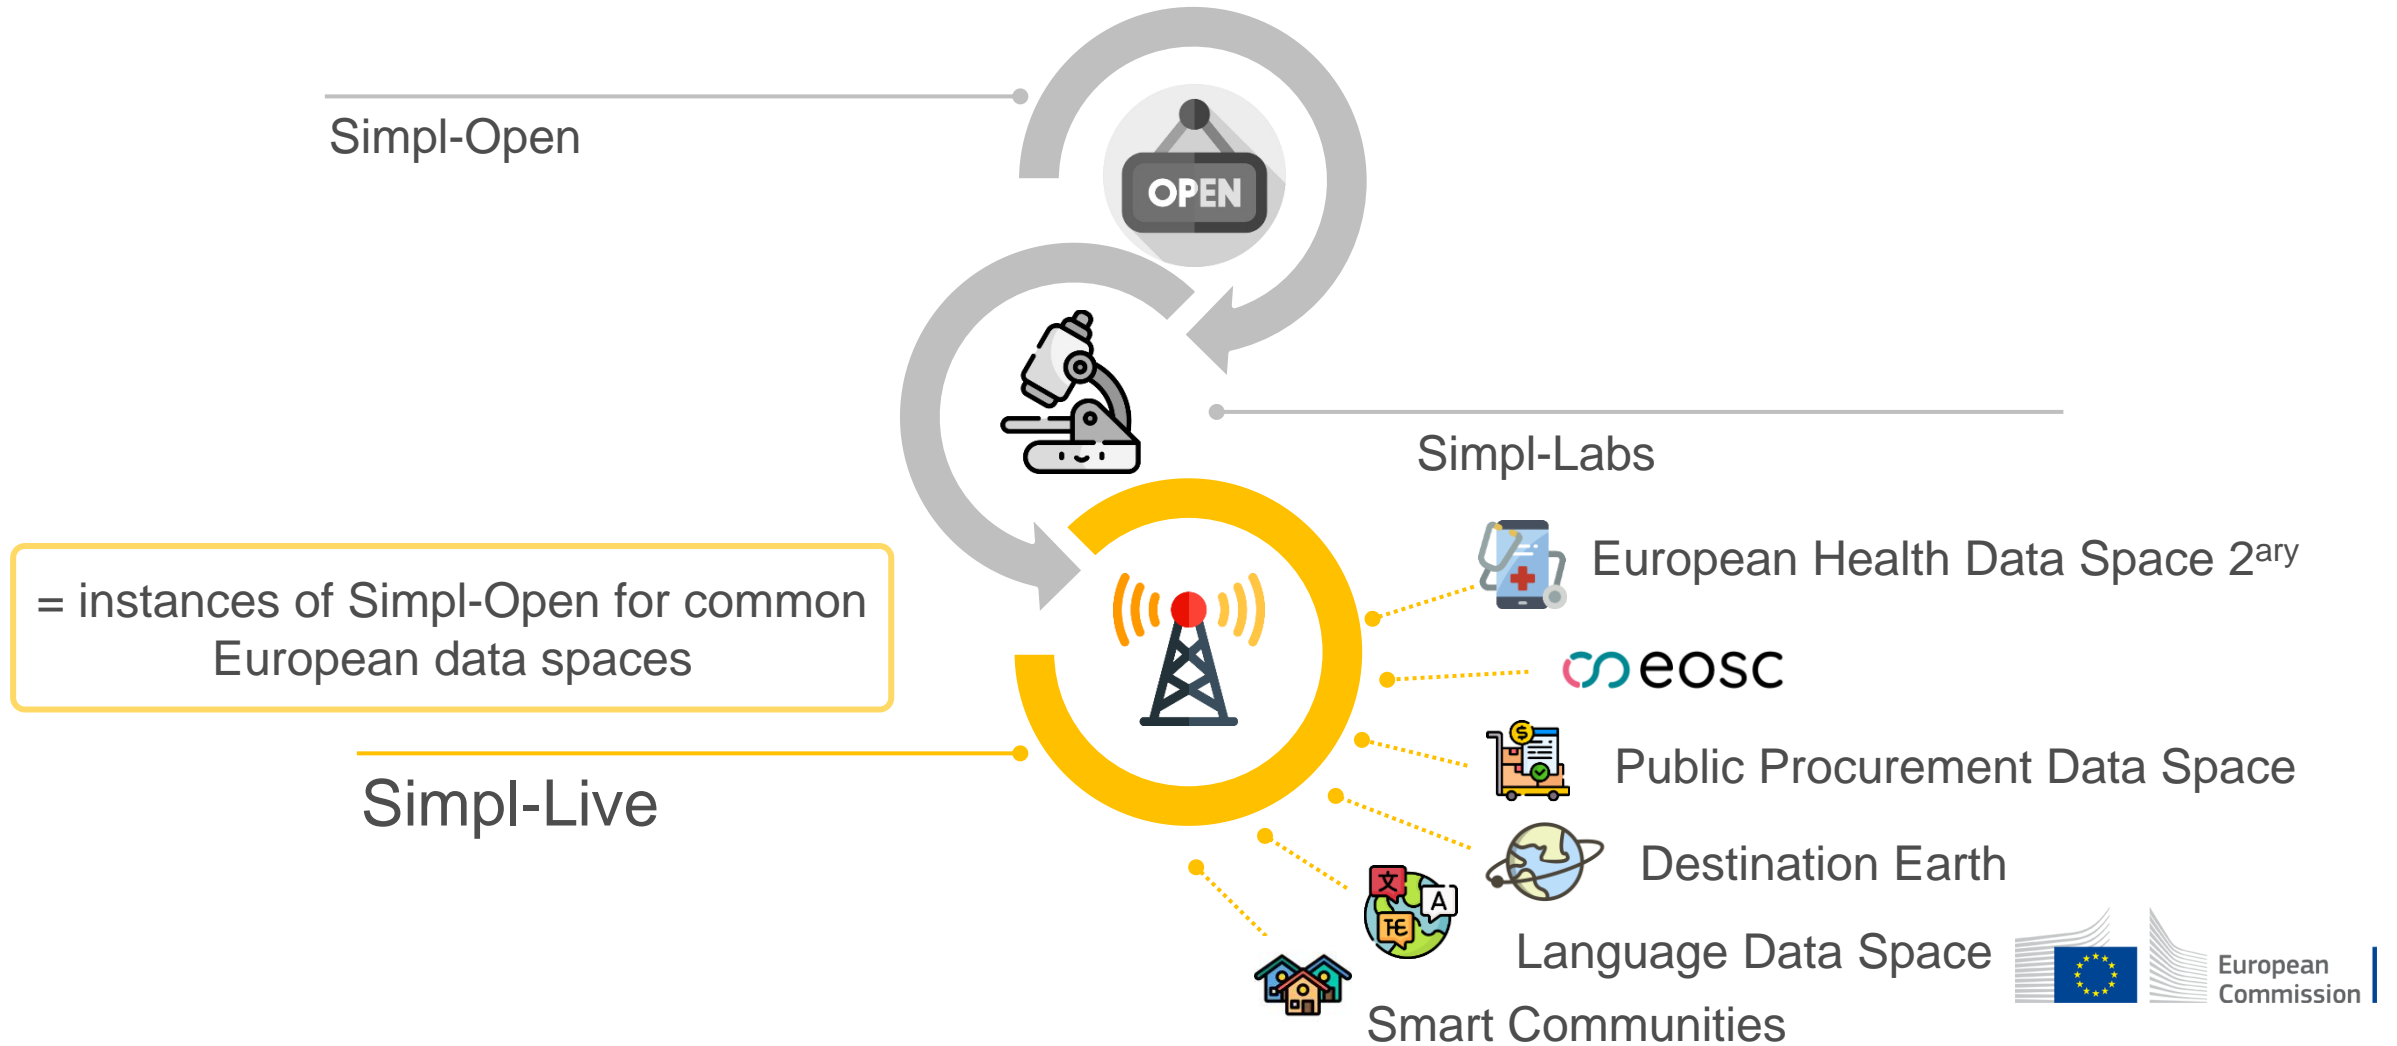 Simpl-Open
OPEN
Simpl-Labs
European Health Data Space 2ary
= instances of Simpl-Open for common
European data spaces
eosc
Public Procurement Data Space
Simpl-Live
Destination Earth
文
A
Language Data Space
European
Commission
Smart Communities